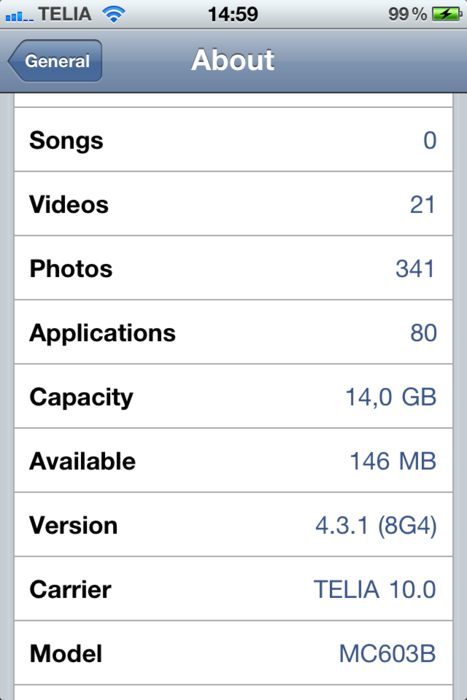 TELIA 14:59 99%
General About
Songs 0
Videos 21
Photos 341
Applications 80
Capacity 14,0 GB
Available 146 MB
Version 4.3.1 (8G4)
Carrier TELIA 10.0
Model MC603B